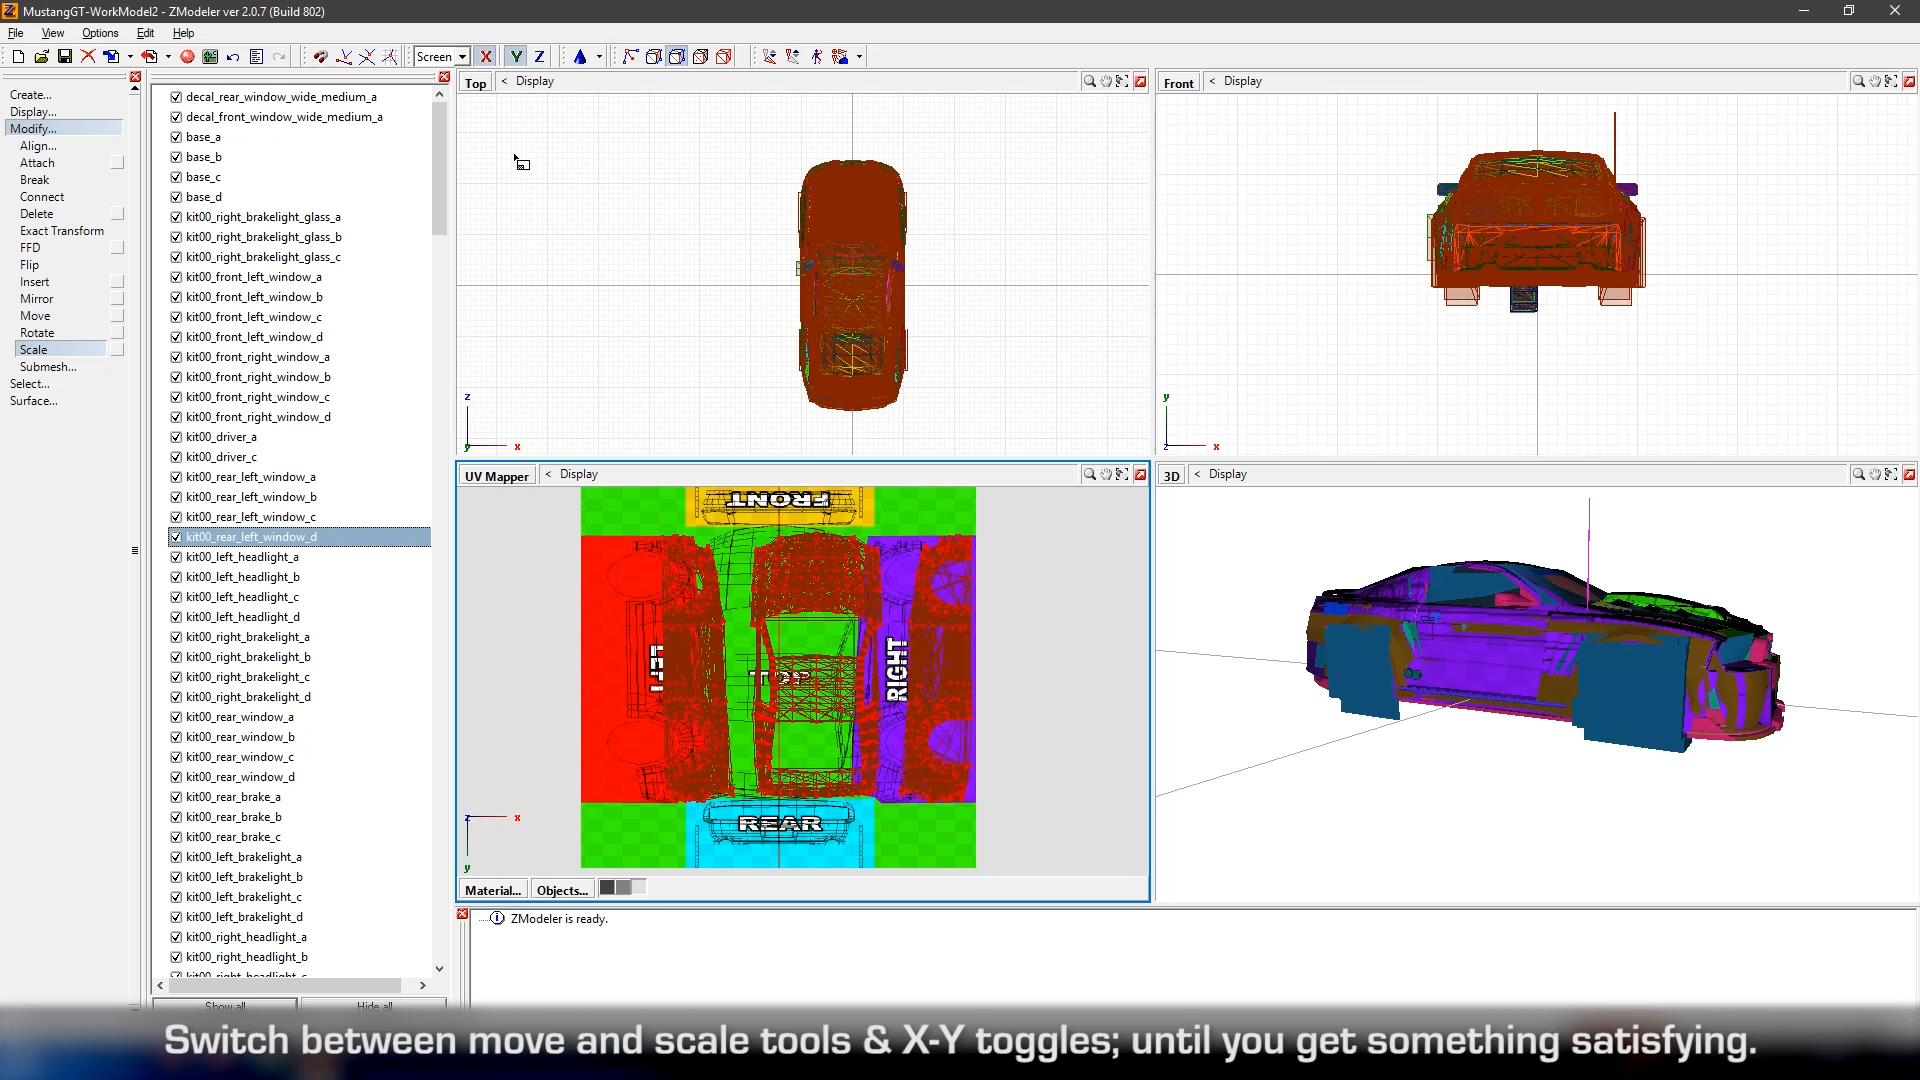 MustangGT-WorkModel2 - ZModeler ver 2.0.7 (Build 802)
File View Options Edit Help
Screen X Y Z
Create...
Display...
Modify...
Align...
Attach
Break
Connect
Delete
Exact Transform
FFD
Flip
Insert
Mirror
Move
Rotate
Scale
Submesh...
Select...
Surface...
decal_rear_window_wide_medium_a
decal_front_window_wide_medium_a
base_a
base_b
base_c
base_d
kit00_right_brakelight_glass_a
kit00_right_brakelight_glass_b
kit00_right_brakelight_glass_c
kit00_front_left_window_a
kit00_front_left_window_b
kit00_front_left_window_c
kit00_front_left_window_d
kit00_front_right_window_a
kit00_front_right_window_b
kit00_front_right_window_c
kit00_front_right_window_d
kit00_driver_a
kit00_driver_c
kit00_rear_left_window_a
kit00_rear_left_window_b
kit00_rear_left_window_c
kit00_rear_left_window_d
kit00_left_headlight_a
kit00_left_headlight_b
kit00_left_headlight_c
kit00_left_headlight_d
kit00_right_brakelight_a
kit00_right_brakelight_b
kit00_right_brakelight_c
kit00_right_brakelight_d
kit00_rear_window_a
kit00_rear_window_b
kit00_rear_window_c
kit00_rear_window_d
kit00_rear_brake_a
kit00_rear_brake_b
kit00_rear_brake_c
kit00_left_brakelight_a
kit00_left_brakelight_b
kit00_left_brakelight_c
kit00_left_brakelight_d
kit00_right_headlight_a
kit00_right_headlight_b
kit00_right_headlight_c
Show all Hide all
Top < Display
z
y x
Front < Display
y
z x
UV Mapper < Display
FRONT
LEFT
TOP
RIGHT
REAR
z x
y
Material... Objects...
3D < Display
ZModeler is ready.
Switch between move and scale tools & X-Y toggles; until you get something satisfying.